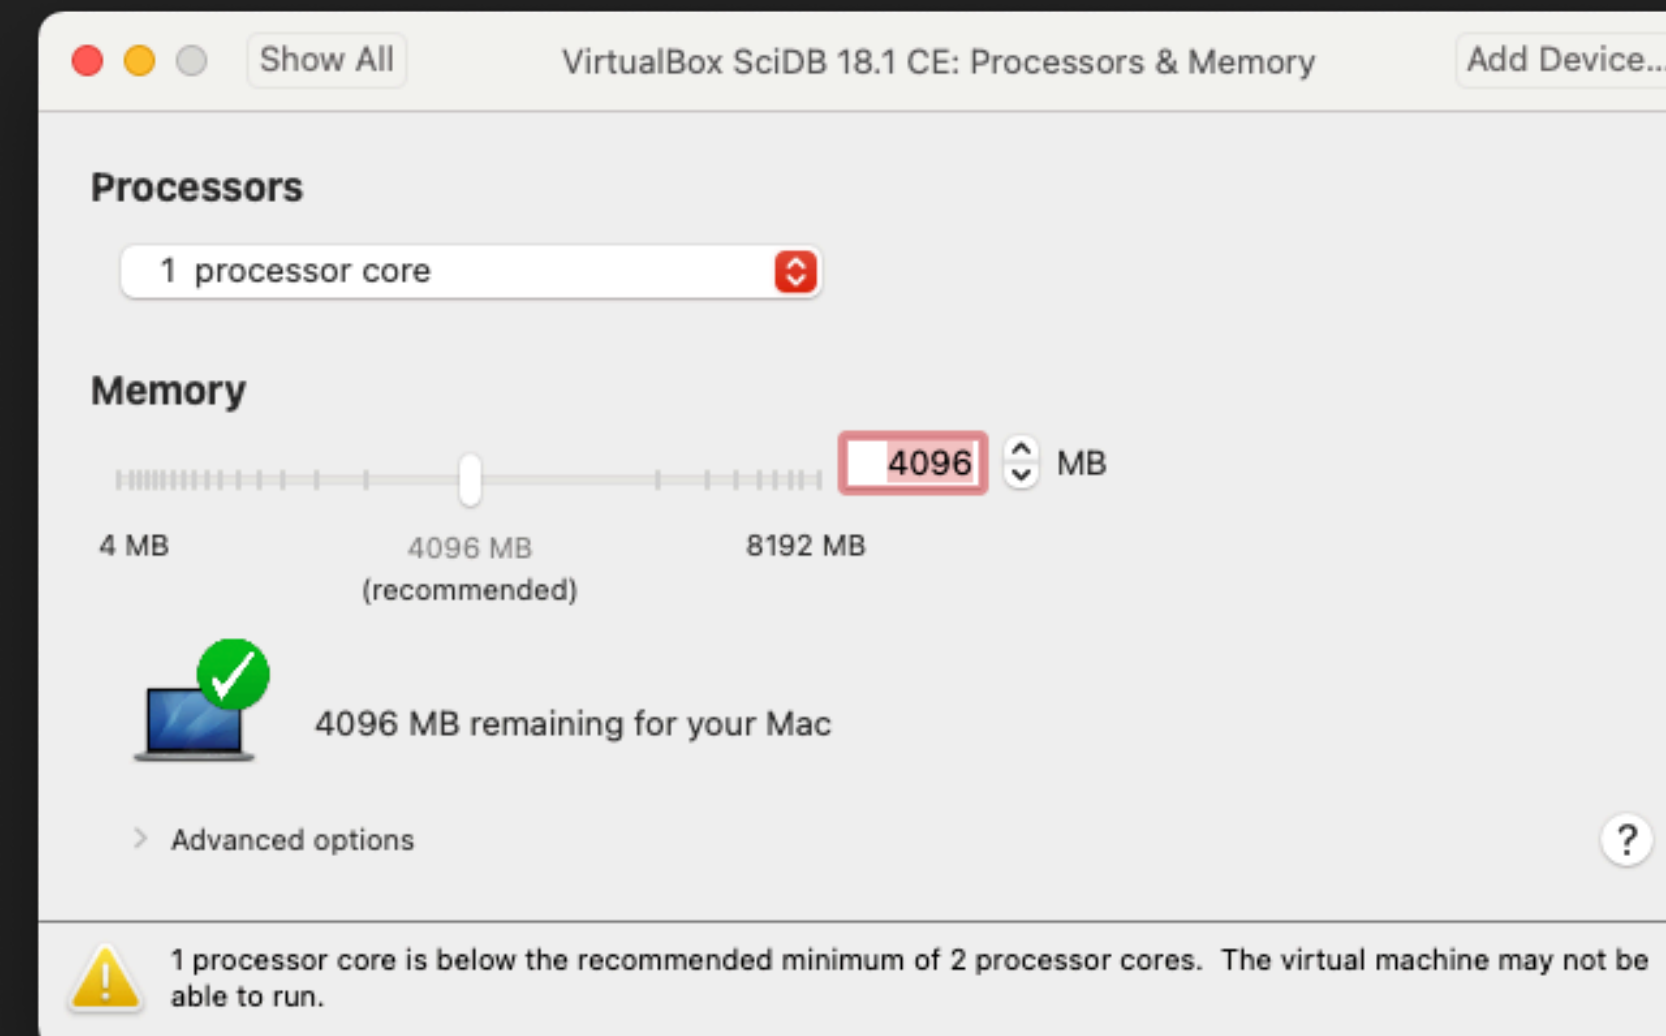 Show All
VirtualBox SciDB 18.1 CE: Processors & Memory
Add Device...
Processors
1 processor core
Memory
4096 MB
4 MB
4096 MB
8192 MB
(recommended)
4096 MB remaining for your Mac
Advanced options
?
1 processor core is below the recommended minimum of 2 processor cores. The virtual machine may not be
able to run.